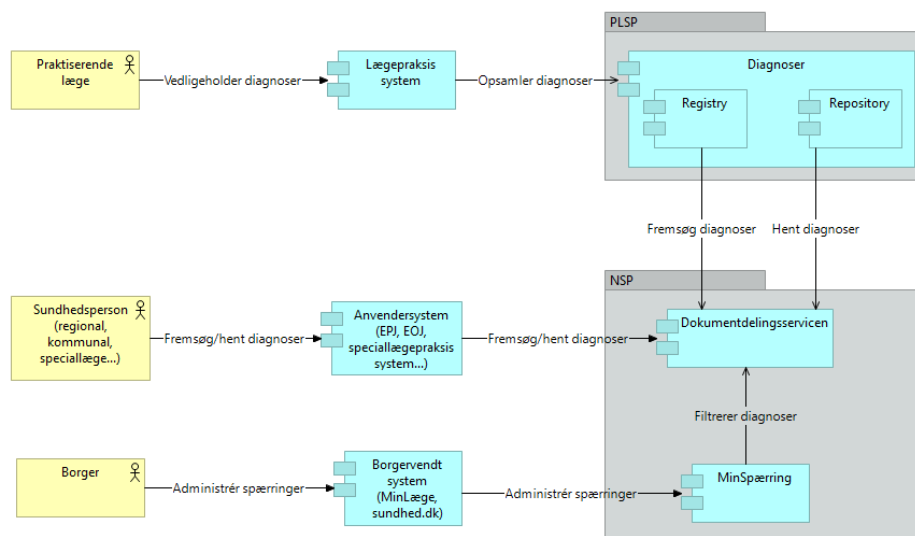 PLSP
Praktiserende
læge
Vedligeholder diagnoser
Lægepraksis
system
Opsamler diagnoser
Diagnoser
Registry
Repository
Fremsøg diagnoser
Hent diagnoser
NSP
Sundhedsperson
(regional,
kommunal,
speciallæge...)
Fremsøg/hent diagnoser
Anvendersystem
(EPJ, EOJ,
speciallægepraksis
system...)
Fremsøg/hent diagnoser
Dokumentdelingsservicen
Filtrerer diagnoser
Borger
Administrér spærringer
Borgervendt
system
(MinLæge,
sundhed.dk)
Administrér spærringer
MinSpærring